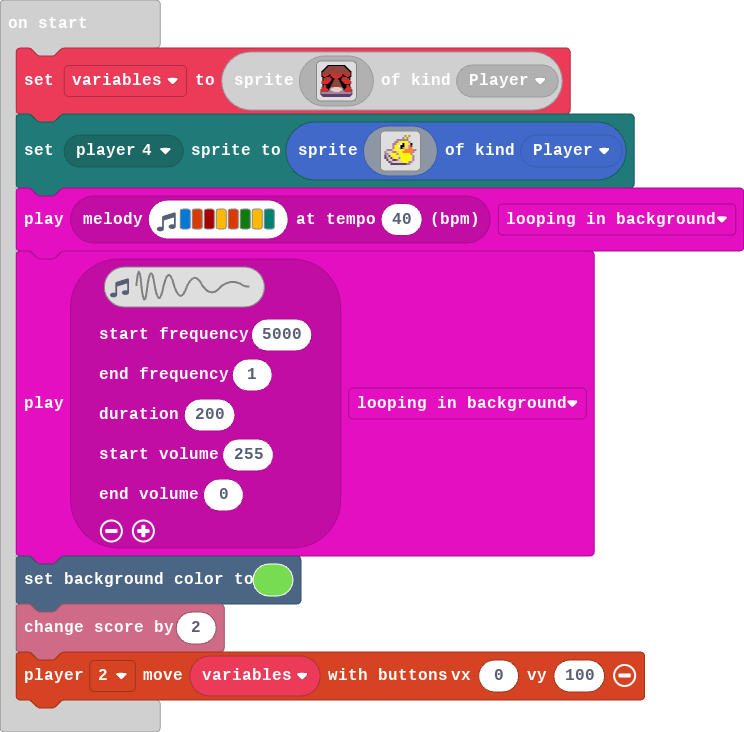 on start
set variables to sprite of kind Player
set player 4 sprite to sprite of kind Player
play melody at tempo 40 (bpm) looping in background
start frequency 5000
end frequency 1
duration 200
play looping in background
start volume 255
end volume 0
set background color to
change score by 2
player 2 move variables with buttons vx 0 vy 100